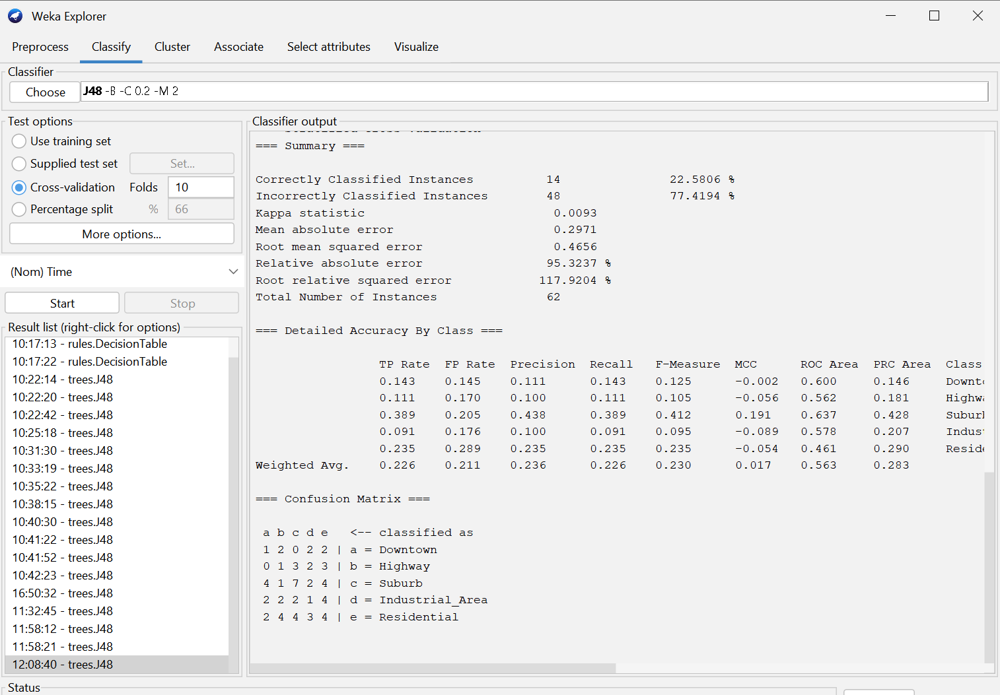 Weka Explorer
Preprocess Classify Cluster Associate Select attributes Visualize
Classifier
Choose J48 -B -C 0.2 -M 2
Test options
Use training set
Supplied test set Set...
Cross-validation Folds 10
Percentage split % 66
More options...
(Nom) Time
Start Stop
Result list (right-click for options)
10:17:13 - rules.DecisionTable
10:17:22 - rules.DecisionTable
10:22:14 - trees.J48
10:22:20 - trees.J48
10:22:42 - trees.J48
10:25:18 - trees.J48
10:31:30 - trees.J48
10:33:19 - trees.J48
10:35:22 - trees.J48
10:38:15 - trees.J48
10:40:30 - trees.J48
10:41:22 - trees.J48
10:41:52 - trees.J48
10:42:23 - trees.J48
16:50:32 - trees.J48
11:32:45 - trees.J48
11:58:12 - trees.J48
11:58:21 - trees.J48
12:08:40 - trees.J48
Classifier output
=== Summary ===
Correctly Classified Instances 14 22.5806 %
Incorrectly Classified Instances 48 77.4194 %
Kappa statistic 0.0093
Mean absolute error 0.2971
Root mean squared error 0.4656
Relative absolute error 95.3237 %
Root relative squared error 117.9204 %
Total Number of Instances 62
=== Detailed Accuracy By Class ===
TP Rate FP Rate Precision Recall F-Measure MCC ROC Area PRC Area Class
0.143 0.145 0.111 0.143 0.125 -0.002 0.600 0.146
0.111 0.170 0.100 0.111 0.105 -0.056 0.562 0.181
0.389 0.205 0.438 0.389 0.412 0.191 0.637 0.428
0.091 0.176 0.100 0.091 0.095 -0.089 0.578 0.207
0.235 0.289 0.235 0.235 0.235 -0.054 0.461 0.290
Weighted Avg. 0.226 0.211 0.236 0.226 0.230 0.017 0.563 0.283
=== Confusion Matrix ===
a b c d e <-- classified as
1 2 0 2 2 | a = Downtown
0 1 3 2 3 | b = Highway
4 1 7 2 4 | c = Suburb
2 2 2 1 4 | d = Industrial_Area
2 4 4 3 4 | e = Residential
Status